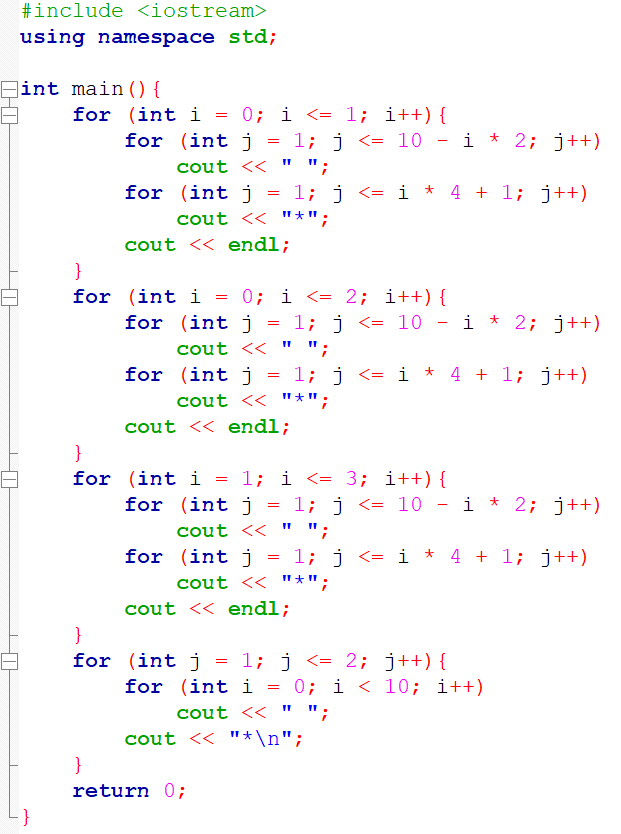 #include <iostream>
using namespace std;

int main(){
    for (int i = 0; i <= 1; i++){
        for (int j = 1; j <= 10 - i * 2; j++)
            cout << " ";
        for (int j = 1; j <= i * 4 + 1; j++)
            cout << "*";
        cout << endl;
    }
    for (int i = 0; i <= 2; i++){
        for (int j = 1; j <= 10 - i * 2; j++)
            cout << " ";
        for (int j = 1; j <= i * 4 + 1; j++)
            cout << "*";
        cout << endl;
    }
    for (int i = 1; i <= 3; i++){
        for (int j = 1; j <= 10 - i * 2; j++)
            cout << " ";
        for (int j = 1; j <= i * 4 + 1; j++)
            cout << "*";
        cout << endl;
    }
    for (int j = 1; j <= 2; j++){
        for (int i = 0; i < 10; i++)
            cout << " ";
        cout << "*\n";
    }
    return 0;
}